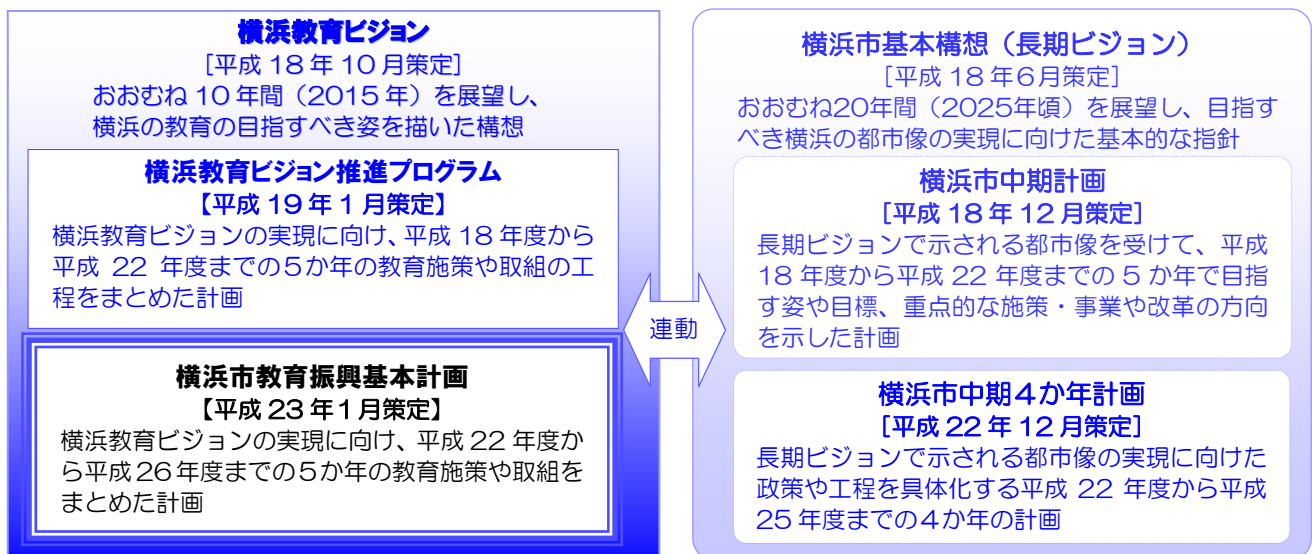 横浜教育ビジョン
[平成 18 年 10 月策定]
おおむね 10 年間（2015 年）を展望し、
横浜の教育の目指すべき姿を描いた構想
横浜教育ビジョン推進プログラム
【平成 19 年 1 月策定】
横浜教育ビジョンの実現に向け、平成 18 年度から
平成 22 年度までの５か年の教育施策や取組の工
程をまとめた計画
横浜市教育振興基本計画
【平成 23 年１月策定】
横浜教育ビジョンの実現に向け、平成 22 年度か
ら平成 26 年度までの５か年の教育施策や取組を
まとめた計画
連動
横浜市基本構想（長期ビジョン）
[平成 18 年６月策定]
おおむね20年間（2025年頃）を展望し、目指す
べき横浜の都市像の実現に向けた基本的な指針
横浜市中期計画
[平成 18 年 12 月策定]
長期ビジョンで示される都市像を受けて、平成
18 年度から平成 22 年度までの 5 か年で目指
す姿や目標、重点的な施策・事業や改革の方向
を示した計画
横浜市中期４か年計画
[平成 22 年 12 月策定]
長期ビジョンで示される都市像の実現に向けた
政策や工程を具体化する平成 22 年度から平成
25 年度までの４か年の計画